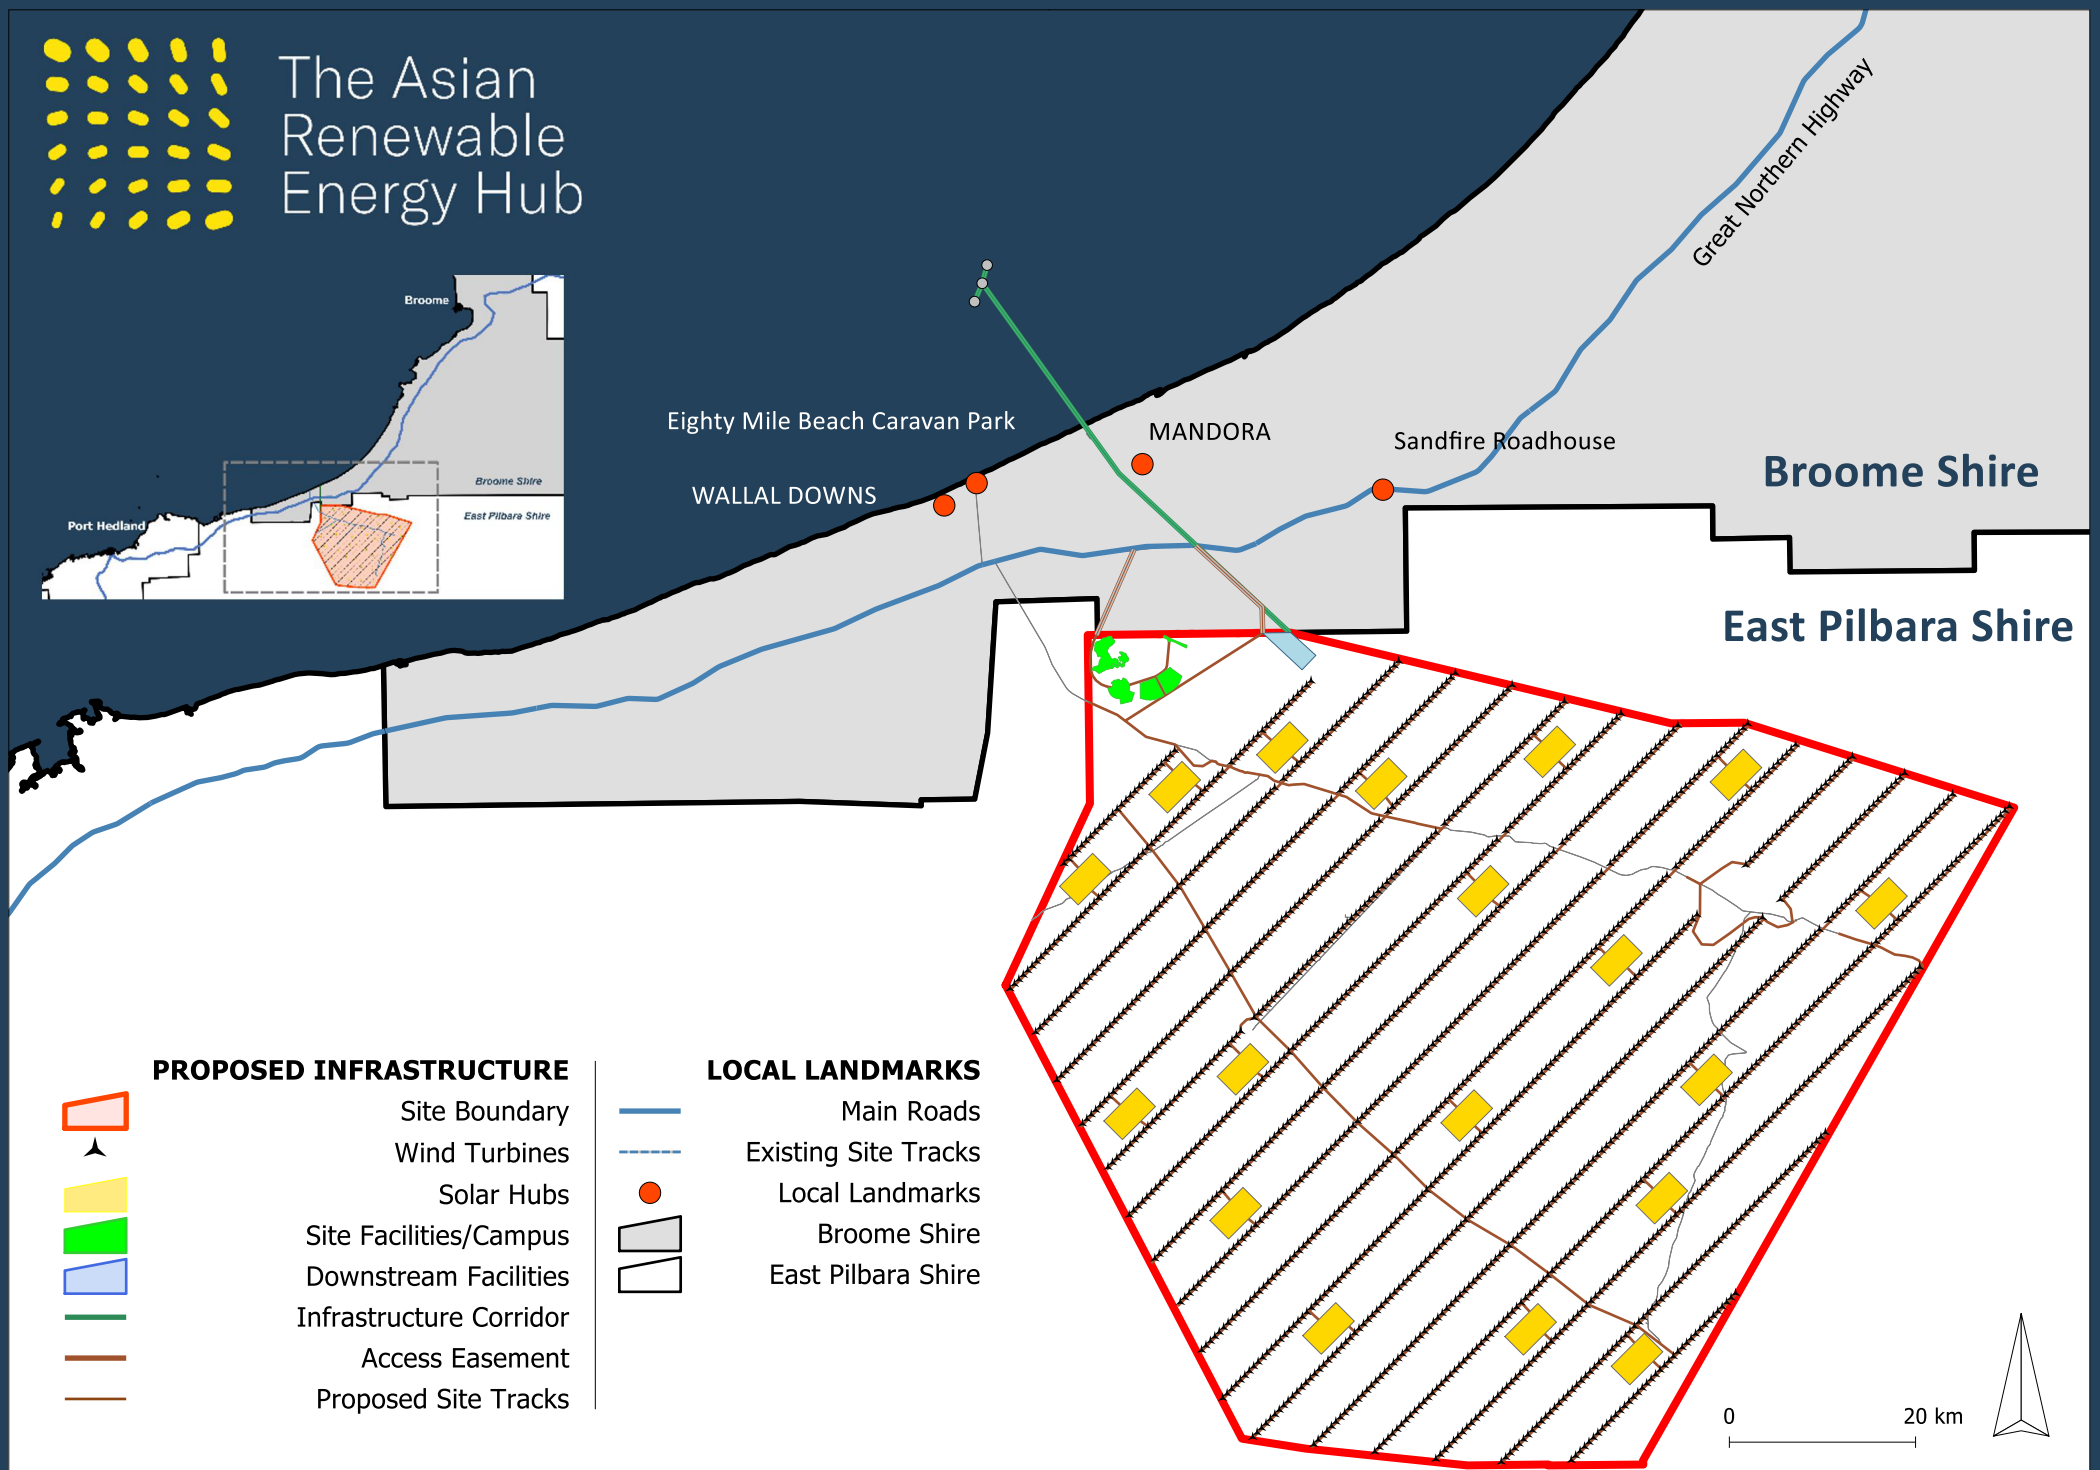 The Asian
Renewable
Energy Hub
Great Northern Highway
Broome
Broome Shire
East Pilbara Shire
Port Hedland
Eighty Mile Beach Caravan Park
MANDORA
Sandfire Roadhouse
WALLAL DOWNS
Broome Shire
East Pilbara Shire
PROPOSED INFRASTRUCTURE
Site Boundary
Wind Turbines
Solar Hubs
Site Facilities/Campus
Downstream Facilities
Infrastructure Corridor
Access Easement
Proposed Site Tracks
LOCAL LANDMARKS
Main Roads
Existing Site Tracks
Local Landmarks
Broome Shire
East Pilbara Shire
0 20 km